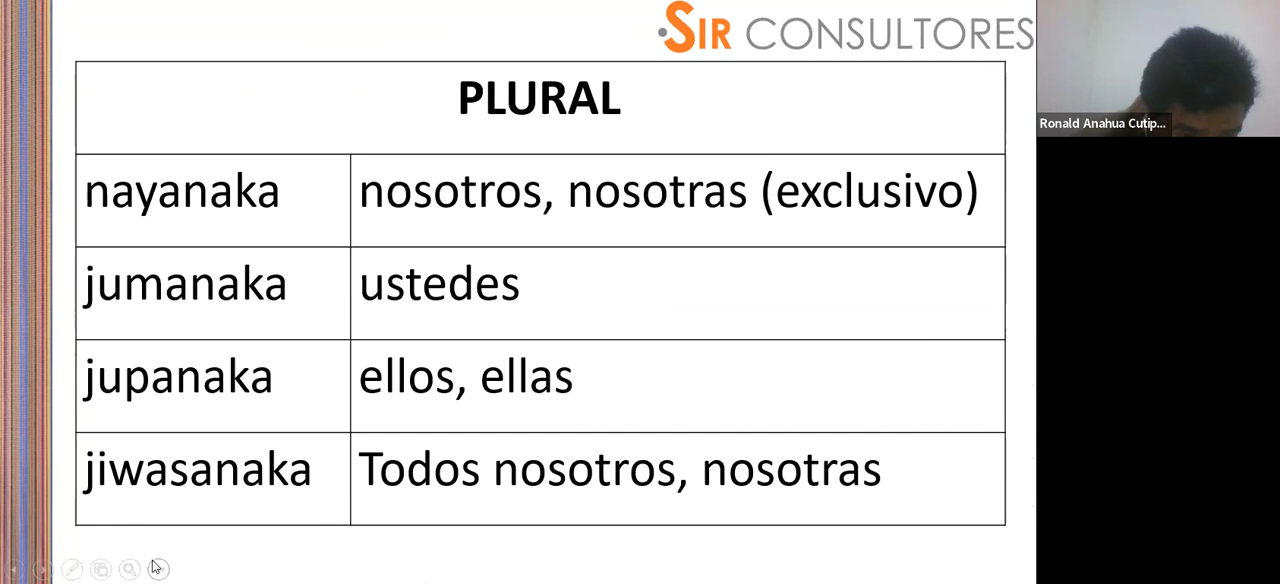 SIR CONSULTORES
PLURAL
nayanaka nosotros, nosotras (exclusivo)
jumanaka ustedes
jupanaka ellos, ellas
jiwasanaka Todos nosotros, nosotras
Ronald Anahua Cutip...